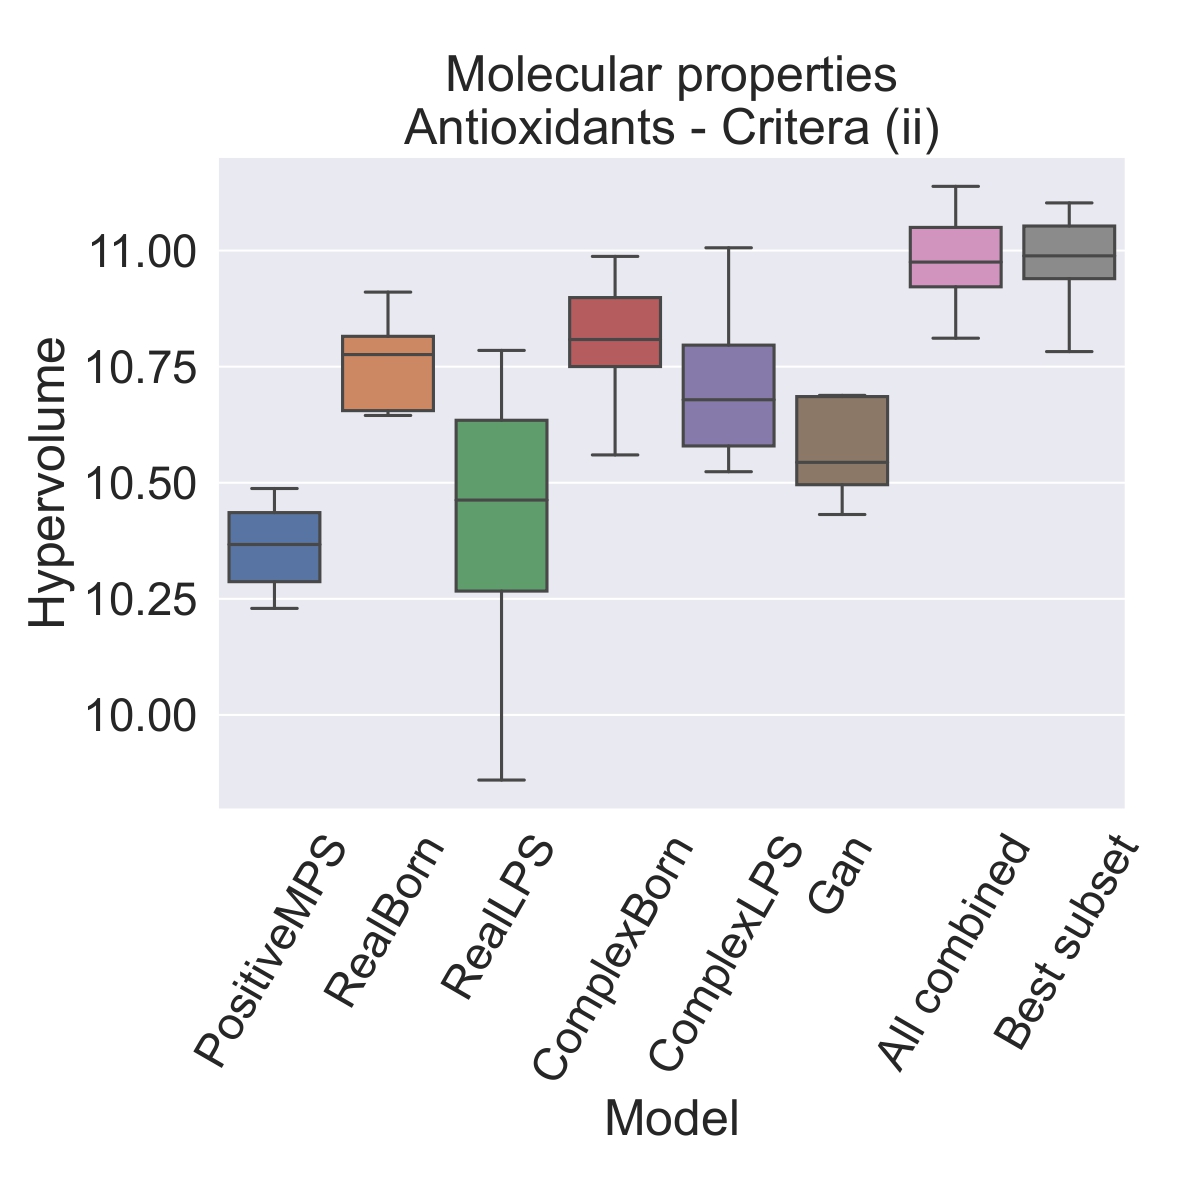 Molecular properties
Antioxidants - Critera (ii)
Hypervolume
11.00
10.75
10.50
10.25
10.00
PositiveMPS
RealBorn
RealLPS
ComplexBorn
ComplexLPS
Gan
All combined
Best subset
Model